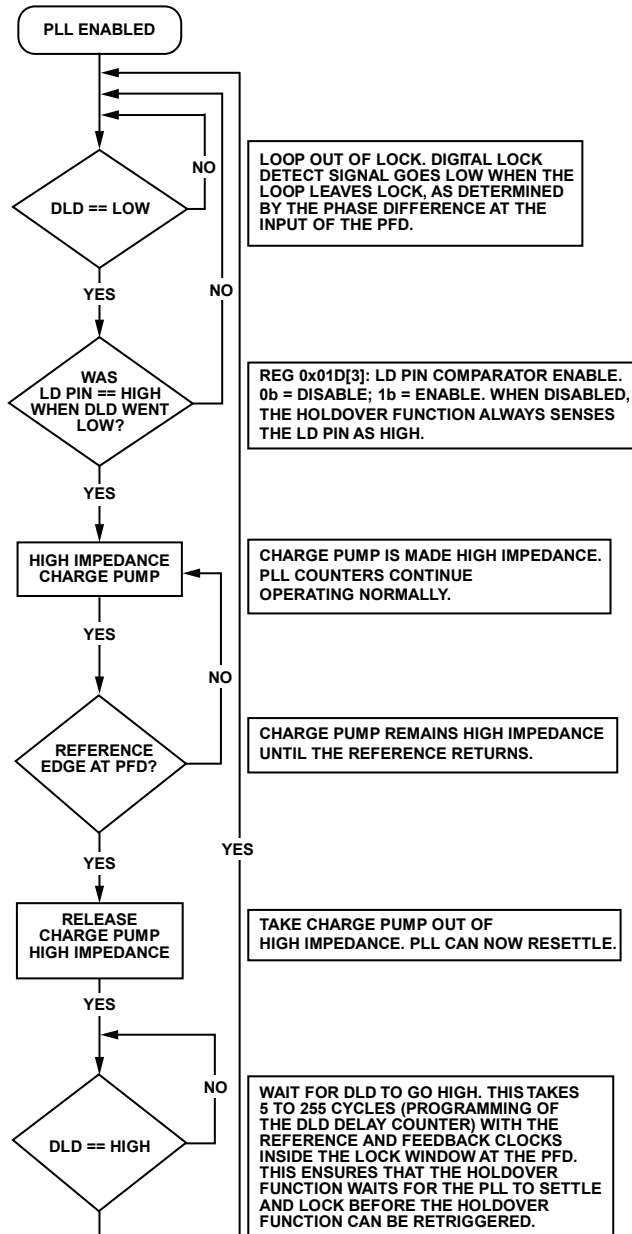 PLL ENABLED
NO
DLD == LOW
LOOP OUT OF LOCK. DIGITAL LOCK
DETECT SIGNAL GOES LOW WHEN THE
LOOP LEAVES LOCK, AS DETERMINED
BY THE PHASE DIFFERENCE AT THE
INPUT OF THE PFD.
YES
NO
WAS
LD PIN == HIGH
WHEN DLD WENT
LOW?
REG 0x01D[3]: LD PIN COMPARATOR ENABLE.
0b = DISABLE; 1b = ENABLE. WHEN DISABLED,
THE HOLDOVER FUNCTION ALWAYS SENSES
THE LD PIN AS HIGH.
YES
HIGH IMPEDANCE
CHARGE PUMP
CHARGE PUMP IS MADE HIGH IMPEDANCE.
PLL COUNTERS CONTINUE
OPERATING NORMALLY.
YES
NO
REFERENCE
EDGE AT PFD?
CHARGE PUMP REMAINS HIGH IMPEDANCE
UNTIL THE REFERENCE RETURNS.
YES
YES
RELEASE
CHARGE PUMP
HIGH IMPEDANCE
TAKE CHARGE PUMP OUT OF
HIGH IMPEDANCE. PLL CAN NOW RESETTLE.
YES
NO
DLD == HIGH
WAIT FOR DLD TO GO HIGH. THIS TAKES
5 TO 255 CYCLES (PROGRAMMING OF
THE DLD DELAY COUNTER) WITH THE
REFERENCE AND FEEDBACK CLOCKS
INSIDE THE LOCK WINDOW AT THE PFD.
THIS ENSURES THAT THE HOLDOVER
FUNCTION WAITS FOR THE PLL TO SETTLE
AND LOCK BEFORE THE HOLDOVER
FUNCTION CAN BE RETRIGGERED.